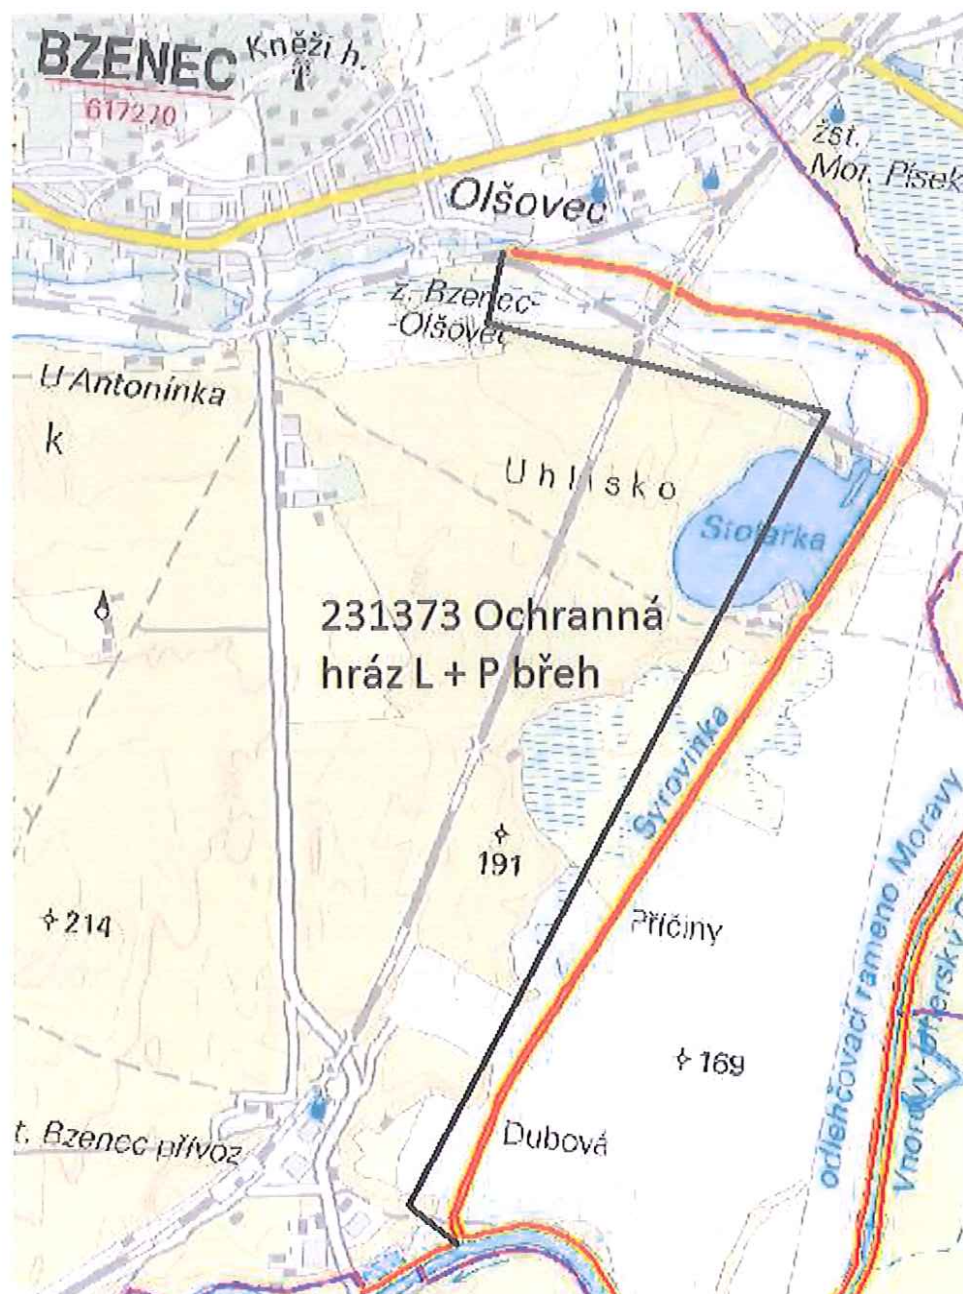 BZENEC
617270
Kněží h.
Olšovec
žst.
Mor. Písek
z. Bzenec-
-Olšovec
U Antonínka
k
Uhlisko
Stolařka
231373 Ochranná
hráz L + P břeh
Syrovinka
191
214
Příčiny
169
odlehčovací rameno Moravy
Dubová
t. Bzenec přívoz